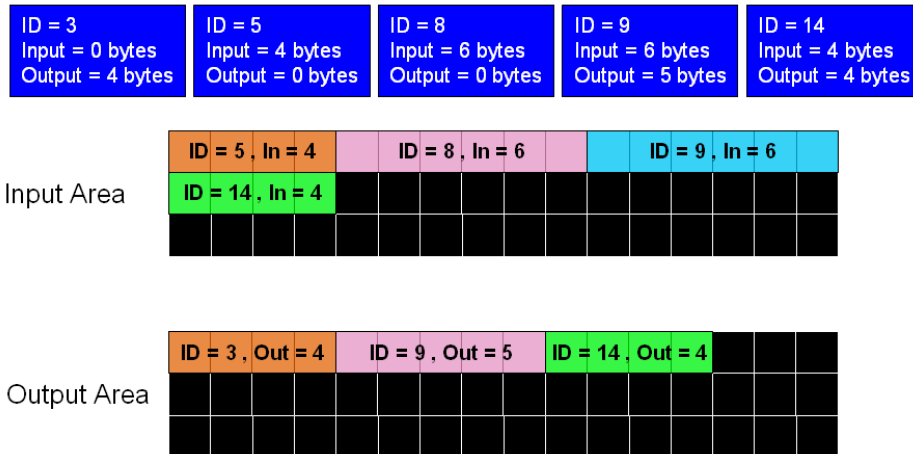 ID = 3
Input = 0 bytes
Output = 4 bytes
ID = 5
Input = 4 bytes
Output = 0 bytes
ID = 8
Input = 6 bytes
Output = 0 bytes
ID = 9
Input = 6 bytes
Output = 5 bytes
ID = 14
Input = 4 bytes
Output = 4 bytes
Input Area
ID = 5 , In = 4
ID = 8 , In = 6
ID = 9 , In = 6
ID = 14 , In = 4
Output Area
ID = 3 , Out = 4
ID = 9 , Out = 5
ID = 14 , Out = 4